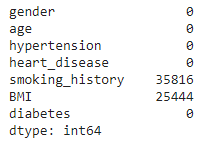 gender 0
age 0
hypertension 0
heart_disease 0
smoking_history 35816
BMI 25444
diabetes 0
dtype: int64